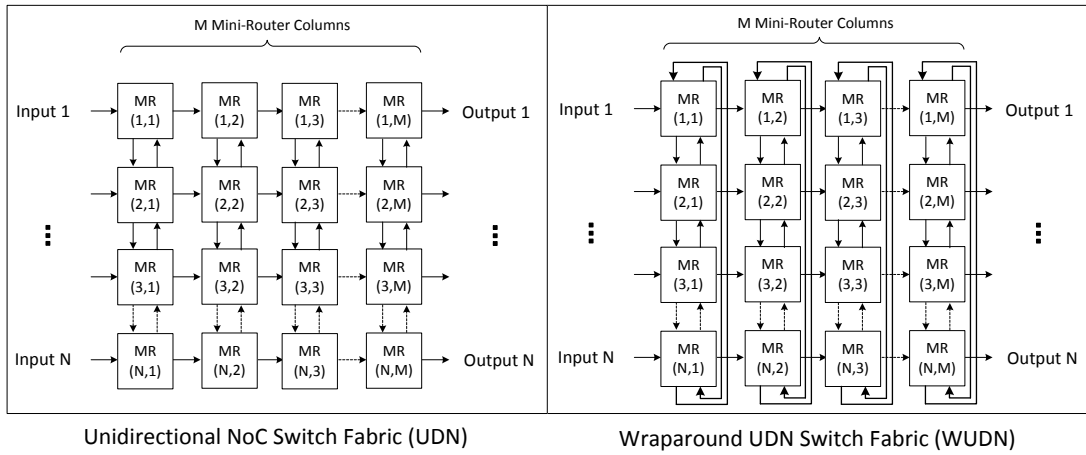 M Mini-Router Columns
Input 1
MR (1,1)
MR (1,2)
MR (1,3)
MR (1,M)
Output 1
MR (2,1)
MR (2,2)
MR (2,3)
MR (2,M)
...
...
MR (3,1)
MR (3,2)
MR (3,3)
MR (3,M)
Input N
MR (N,1)
MR (N,2)
MR (N,3)
MR (N,M)
Output N
Unidirectional NoC Switch Fabric (UDN)
M Mini-Router Columns
Input 1
MR (1,1)
MR (1,2)
MR (1,3)
MR (1,M)
Output 1
MR (2,1)
MR (2,2)
MR (2,3)
MR (2,M)
...
...
MR (3,1)
MR (3,2)
MR (3,3)
MR (3,M)
Input N
MR (N,1)
MR (N,2)
MR (N,3)
MR (N,M)
Output N
Wraparound UDN Switch Fabric (WUDN)